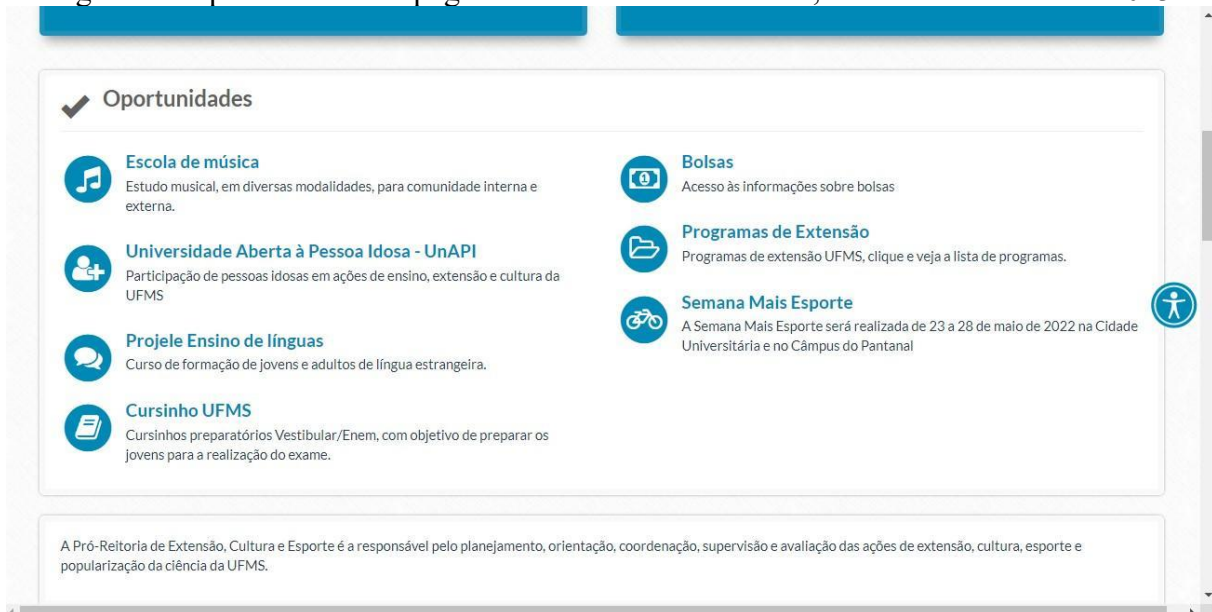 Oportunidades
Escola de música
Estudo musical, em diversas modalidades, para comunidade interna e
externa.
Universidade Aberta à Pessoa Idosa - UnAPI
Participação de pessoas idosas em ações de ensino, extensão e cultura da
UFMS
Projele Ensino de línguas
Curso de formação de jovens e adultos de língua estrangeira.
Cursinho UFMS
Cursinhos preparatórios Vestibular/Enem, com objetivo de preparar os
jovens para a realização do exame.
Bolsas
Acesso às informações sobre bolsas
Programas de Extensão
Programas de extensão UFMS, clique e veja a lista de programas.
Semana Mais Esporte
A Semana Mais Esporte será realizada de 23 a 28 de maio de 2022 na Cidade
Universitária e no Câmpus do Pantanal
A Pró-Reitoria de Extensão, Cultura e Esporte é a responsável pelo planejamento, orientação, coordenação, supervisão e avaliação das ações de extensão, cultura, esporte e
popularização da ciência da UFMS.